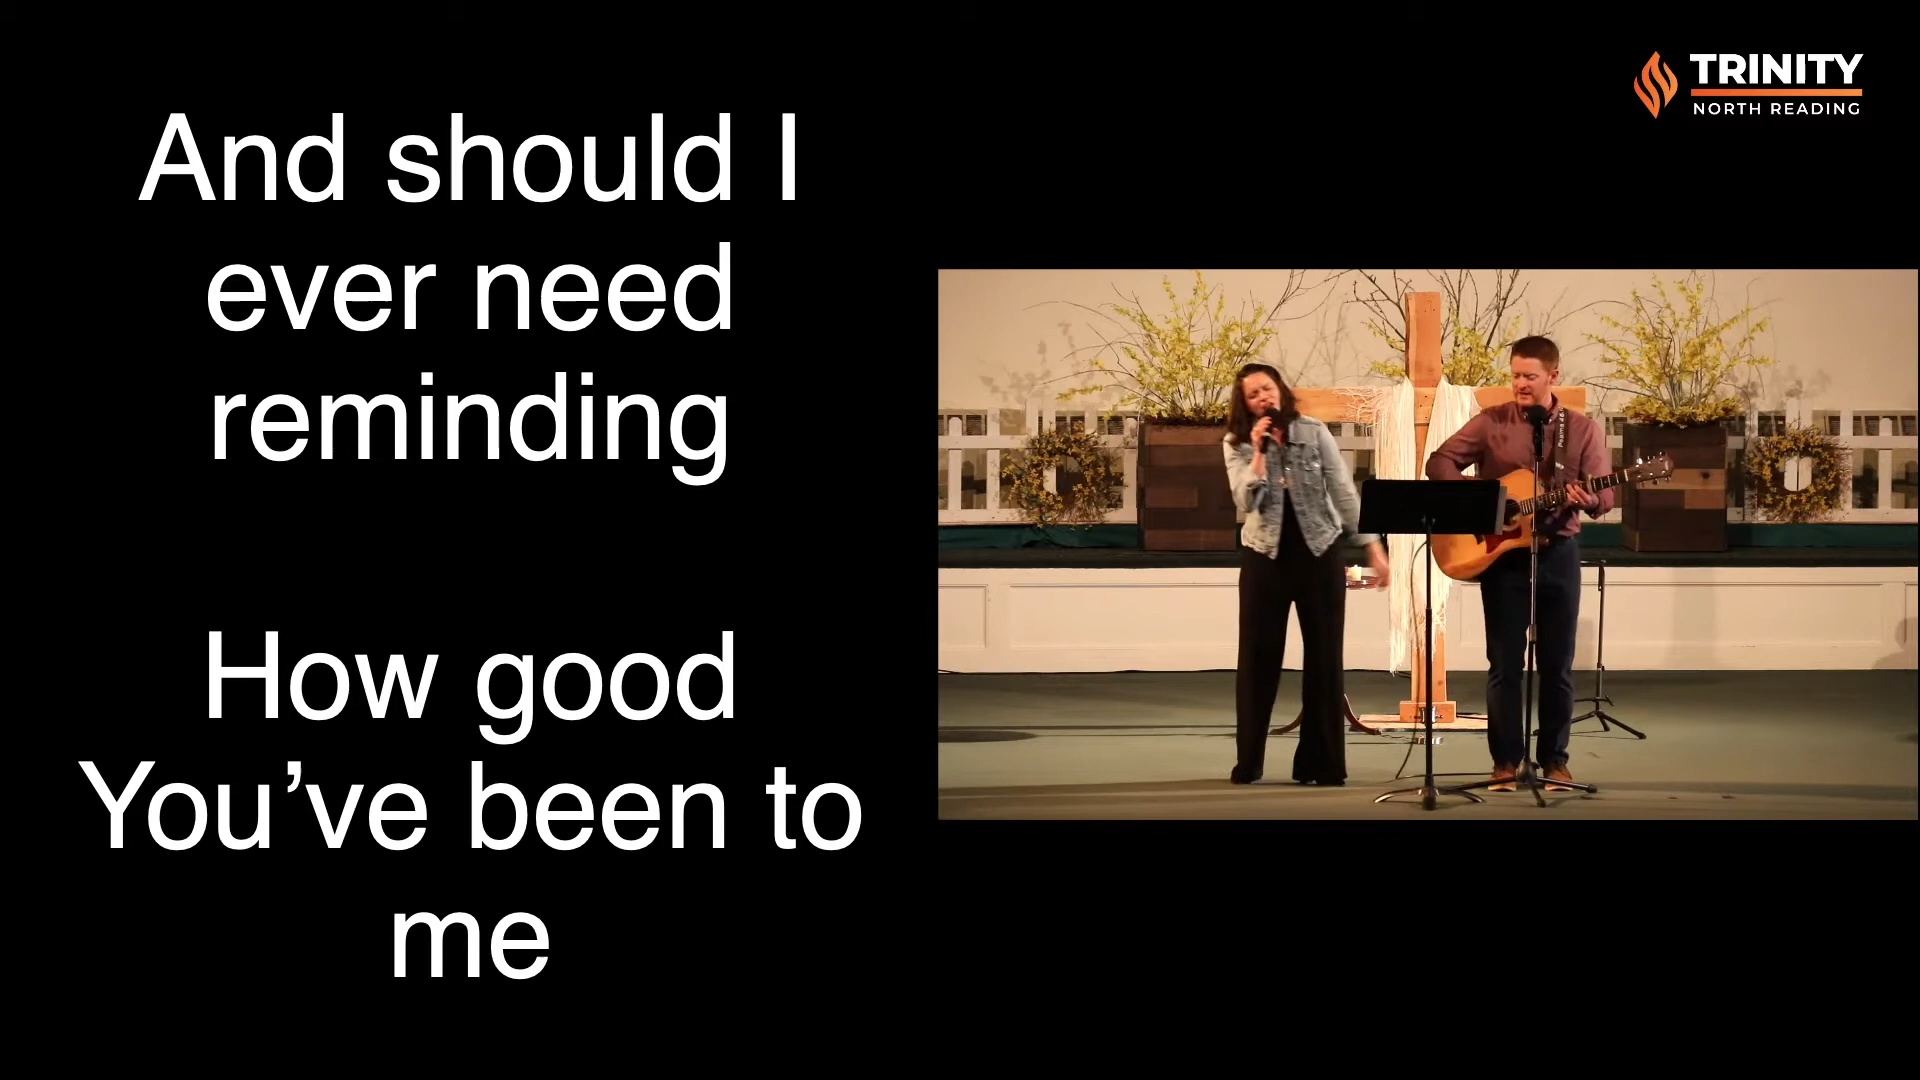 And should I
ever need
reminding
How good
You’ve been to
me
TRINITY
NORTH READING